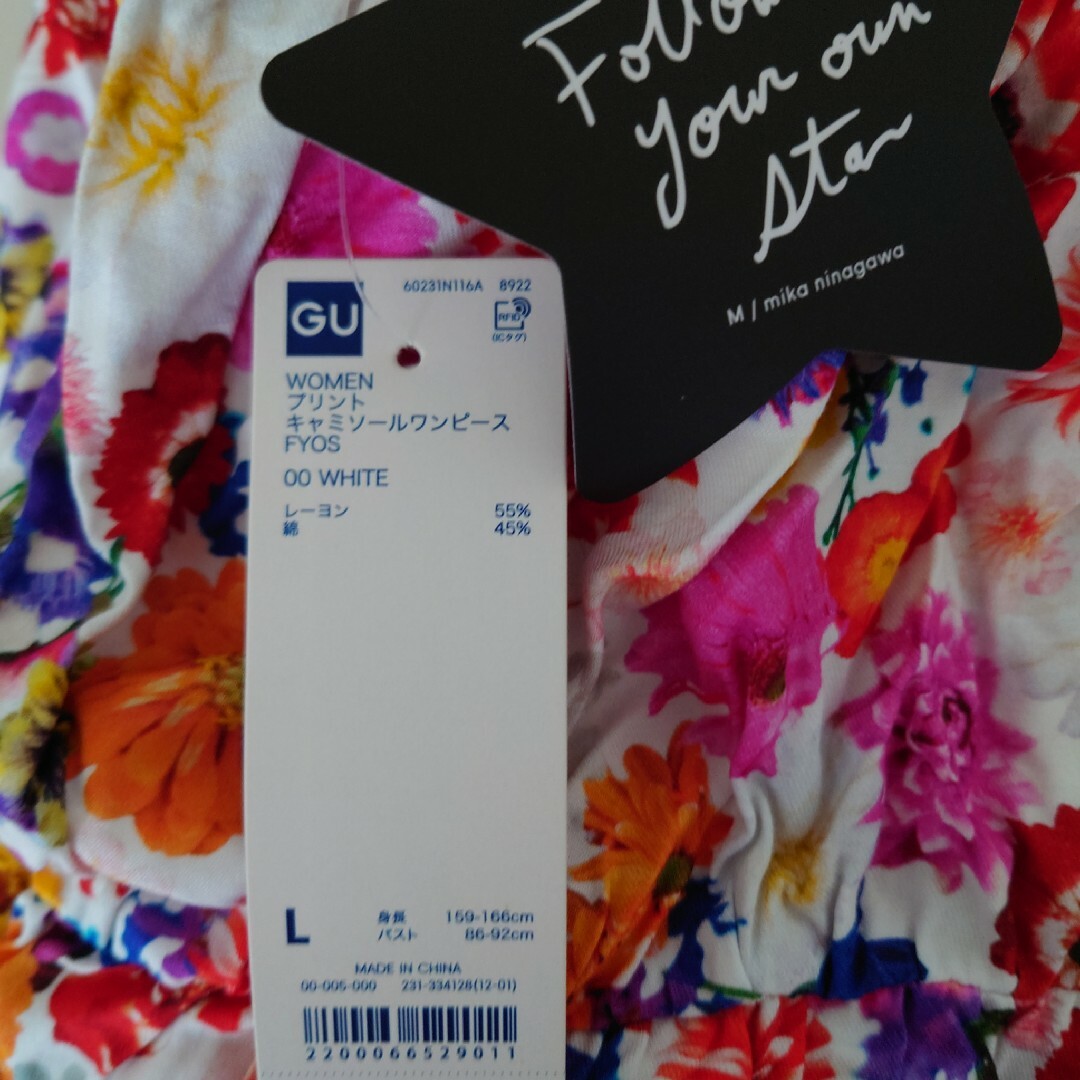 Follow
your own
star
M / mika ninagawa
GU
60231N116A 8922
RFID
(ICタグ)
WOMEN
プリント
キャミソールワンピース
FYOS
00 WHITE
レーヨン 55%
綿 45%
L
身長 159-166cm
バスト 86-92cm
MADE IN CHINA
00-005-000 231-334128(12-01)
2200066529011